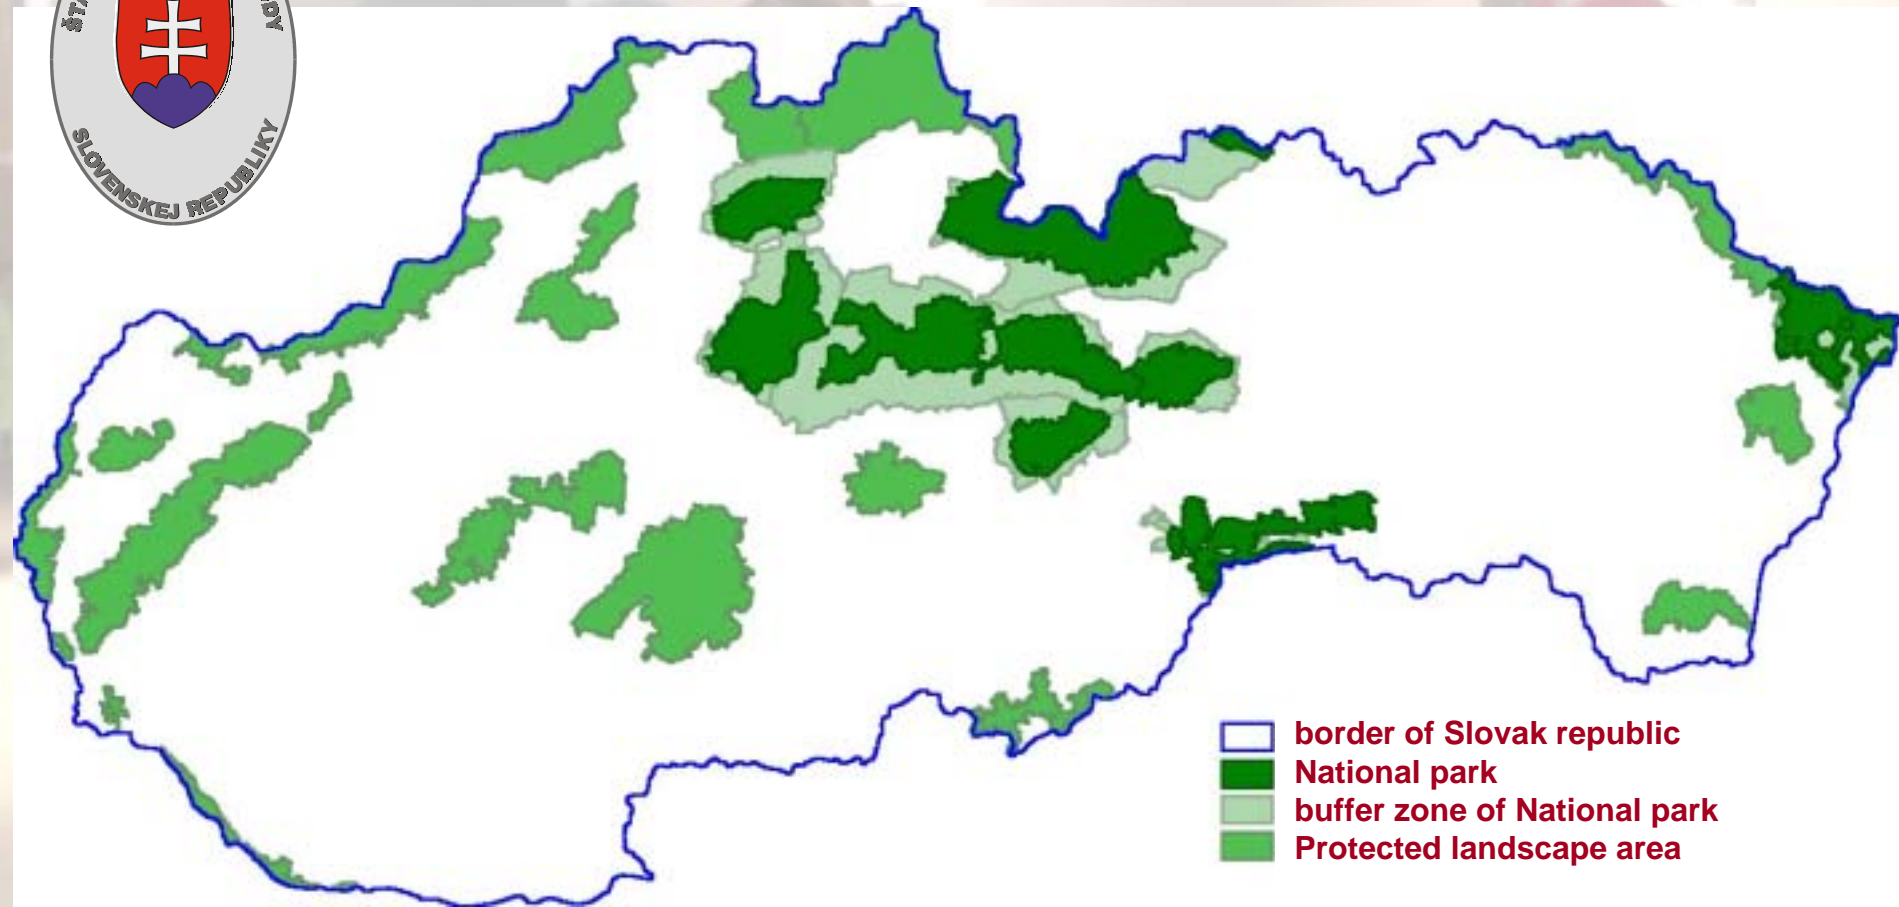 SLOVENSKEJ REPUBLIKY
border of Slovak republic
National park
buffer zone of National park
Protected landscape area